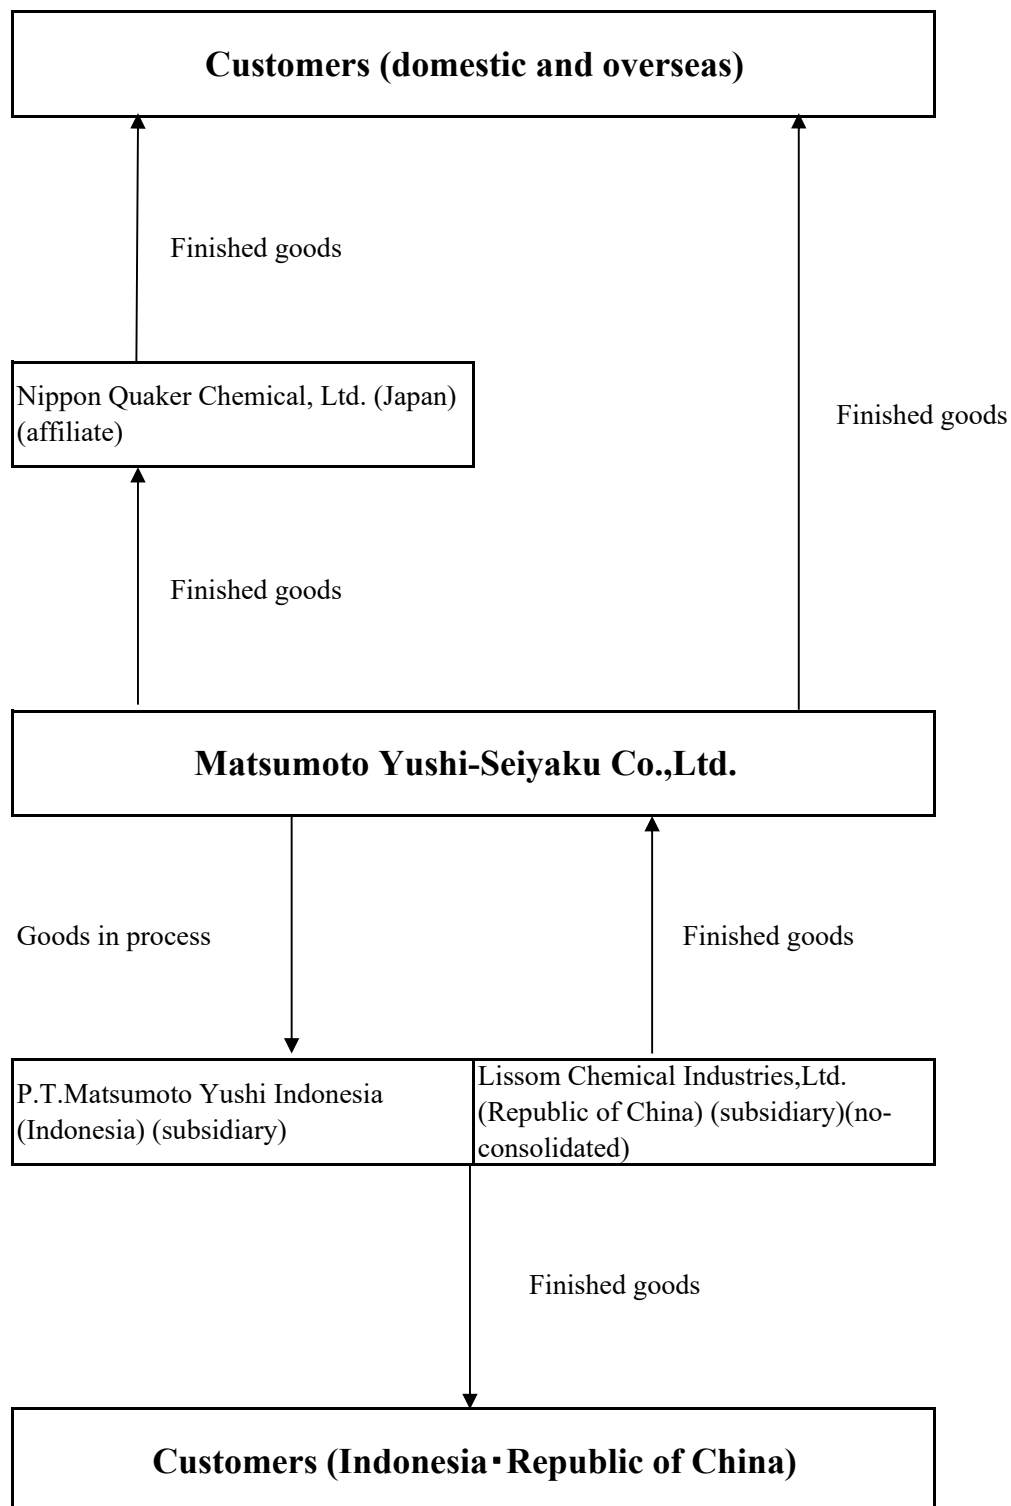 Customers (domestic and overseas)
Finished goods
Nippon Quaker Chemical, Ltd. (Japan)
(affiliate)
Finished goods
Finished goods
Matsumoto Yushi-Seiyaku Co.,Ltd.
Goods in process
Finished goods
P.T.Matsumoto Yushi Indonesia
(Indonesia) (subsidiary)
Lissom Chemical Industries,Ltd.
(Republic of China) (subsidiary)(no-
consolidated)
Finished goods
Customers (Indonesia・Republic of China)